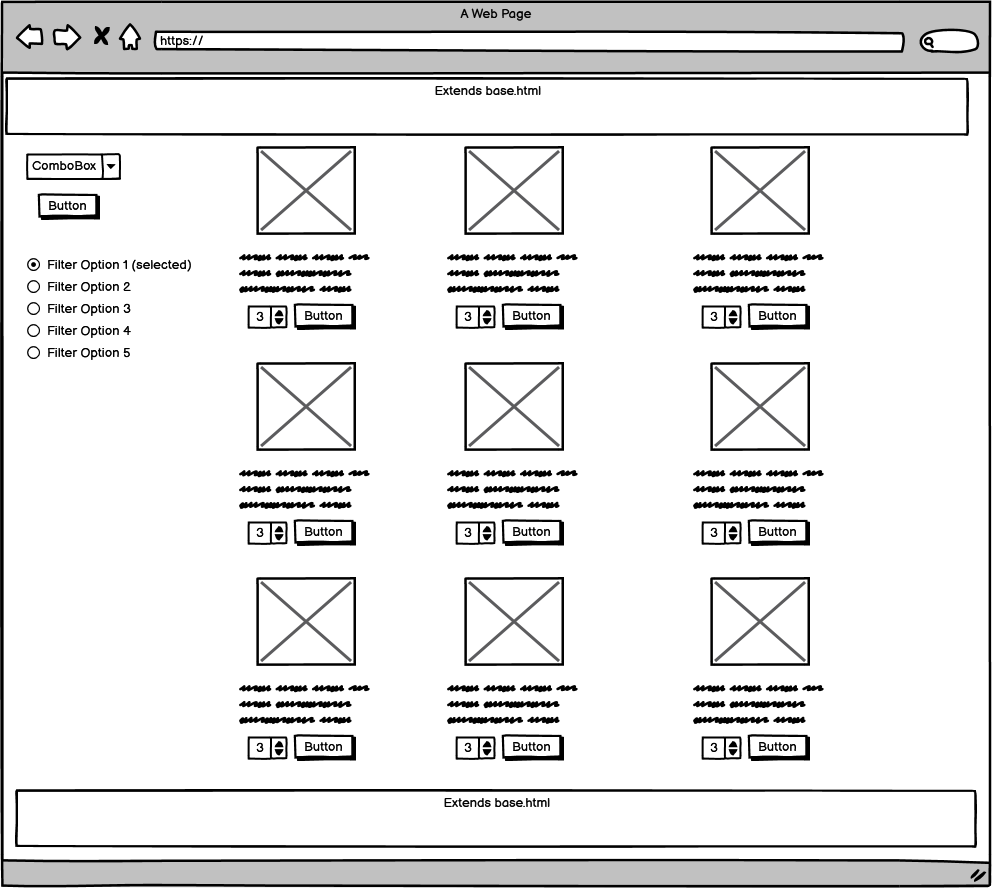 A Web Page
https://
Extends base.html
ComboBox
Button
Filter Option 1 (selected)
Filter Option 2
Filter Option 3
Filter Option 4
Filter Option 5
3 Button 3 Button 3 Button
3 Button 3 Button 3 Button
3 Button 3 Button 3 Button
Extends base.html